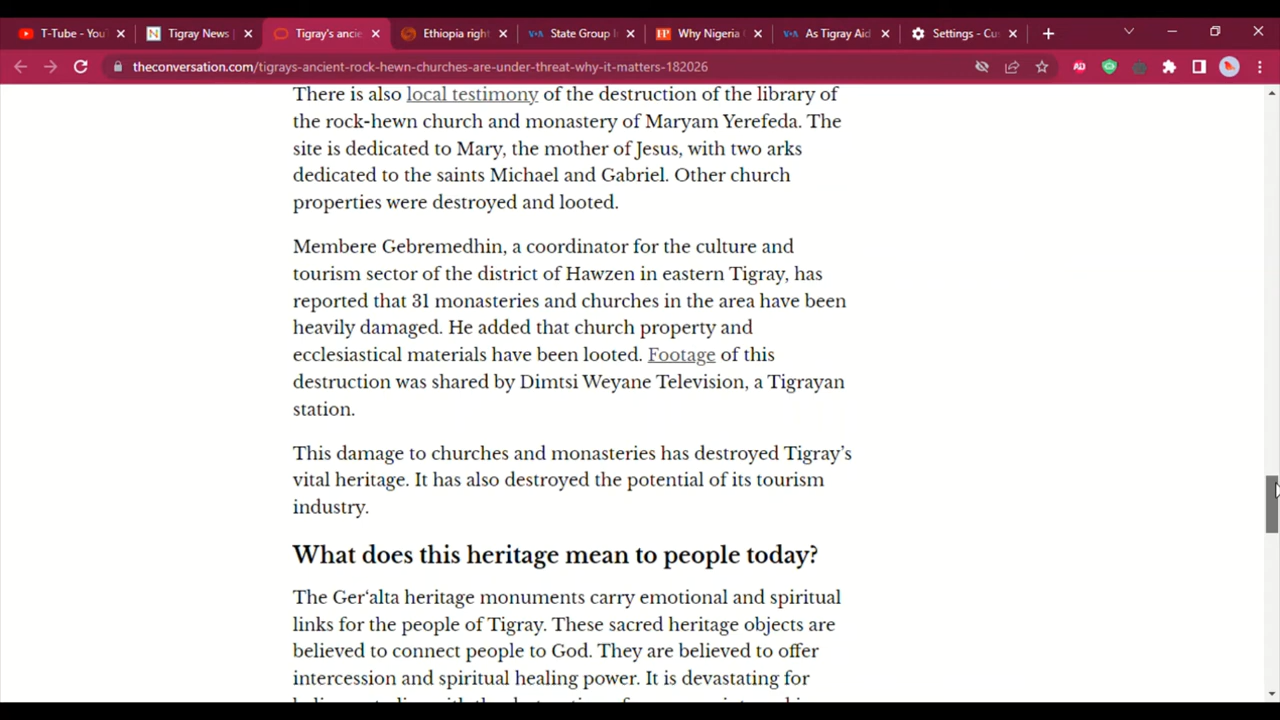 T-Tube - You
Tigray News |
Tigray's ancie
Ethiopia right
State Group I
Why Nigeria
As Tigray Aid
Settings - Cu
theconversation.com/tigrays-ancient-rock-hewn-churches-are-under-threat-why-it-matters-182026
There is also local testimony of the destruction of the library of
the rock-hewn church and monastery of Maryam Yerefeda. The
site is dedicated to Mary, the mother of Jesus, with two arks
dedicated to the saints Michael and Gabriel. Other church
properties were destroyed and looted.
Membere Gebremedhin, a coordinator for the culture and
tourism sector of the district of Hawzen in eastern Tigray, has
reported that 31 monasteries and churches in the area have been
heavily damaged. He added that church property and
ecclesiastical materials have been looted. Footage of this
destruction was shared by Dimtsi Weyane Television, a Tigrayan
station.
This damage to churches and monasteries has destroyed Tigray’s
vital heritage. It has also destroyed the potential of its tourism
industry.
What does this heritage mean to people today?
The Ger‘alta heritage monuments carry emotional and spiritual
links for the people of Tigray. These sacred heritage objects are
believed to connect people to God. They are believed to offer
intercession and spiritual healing power. It is devastating for